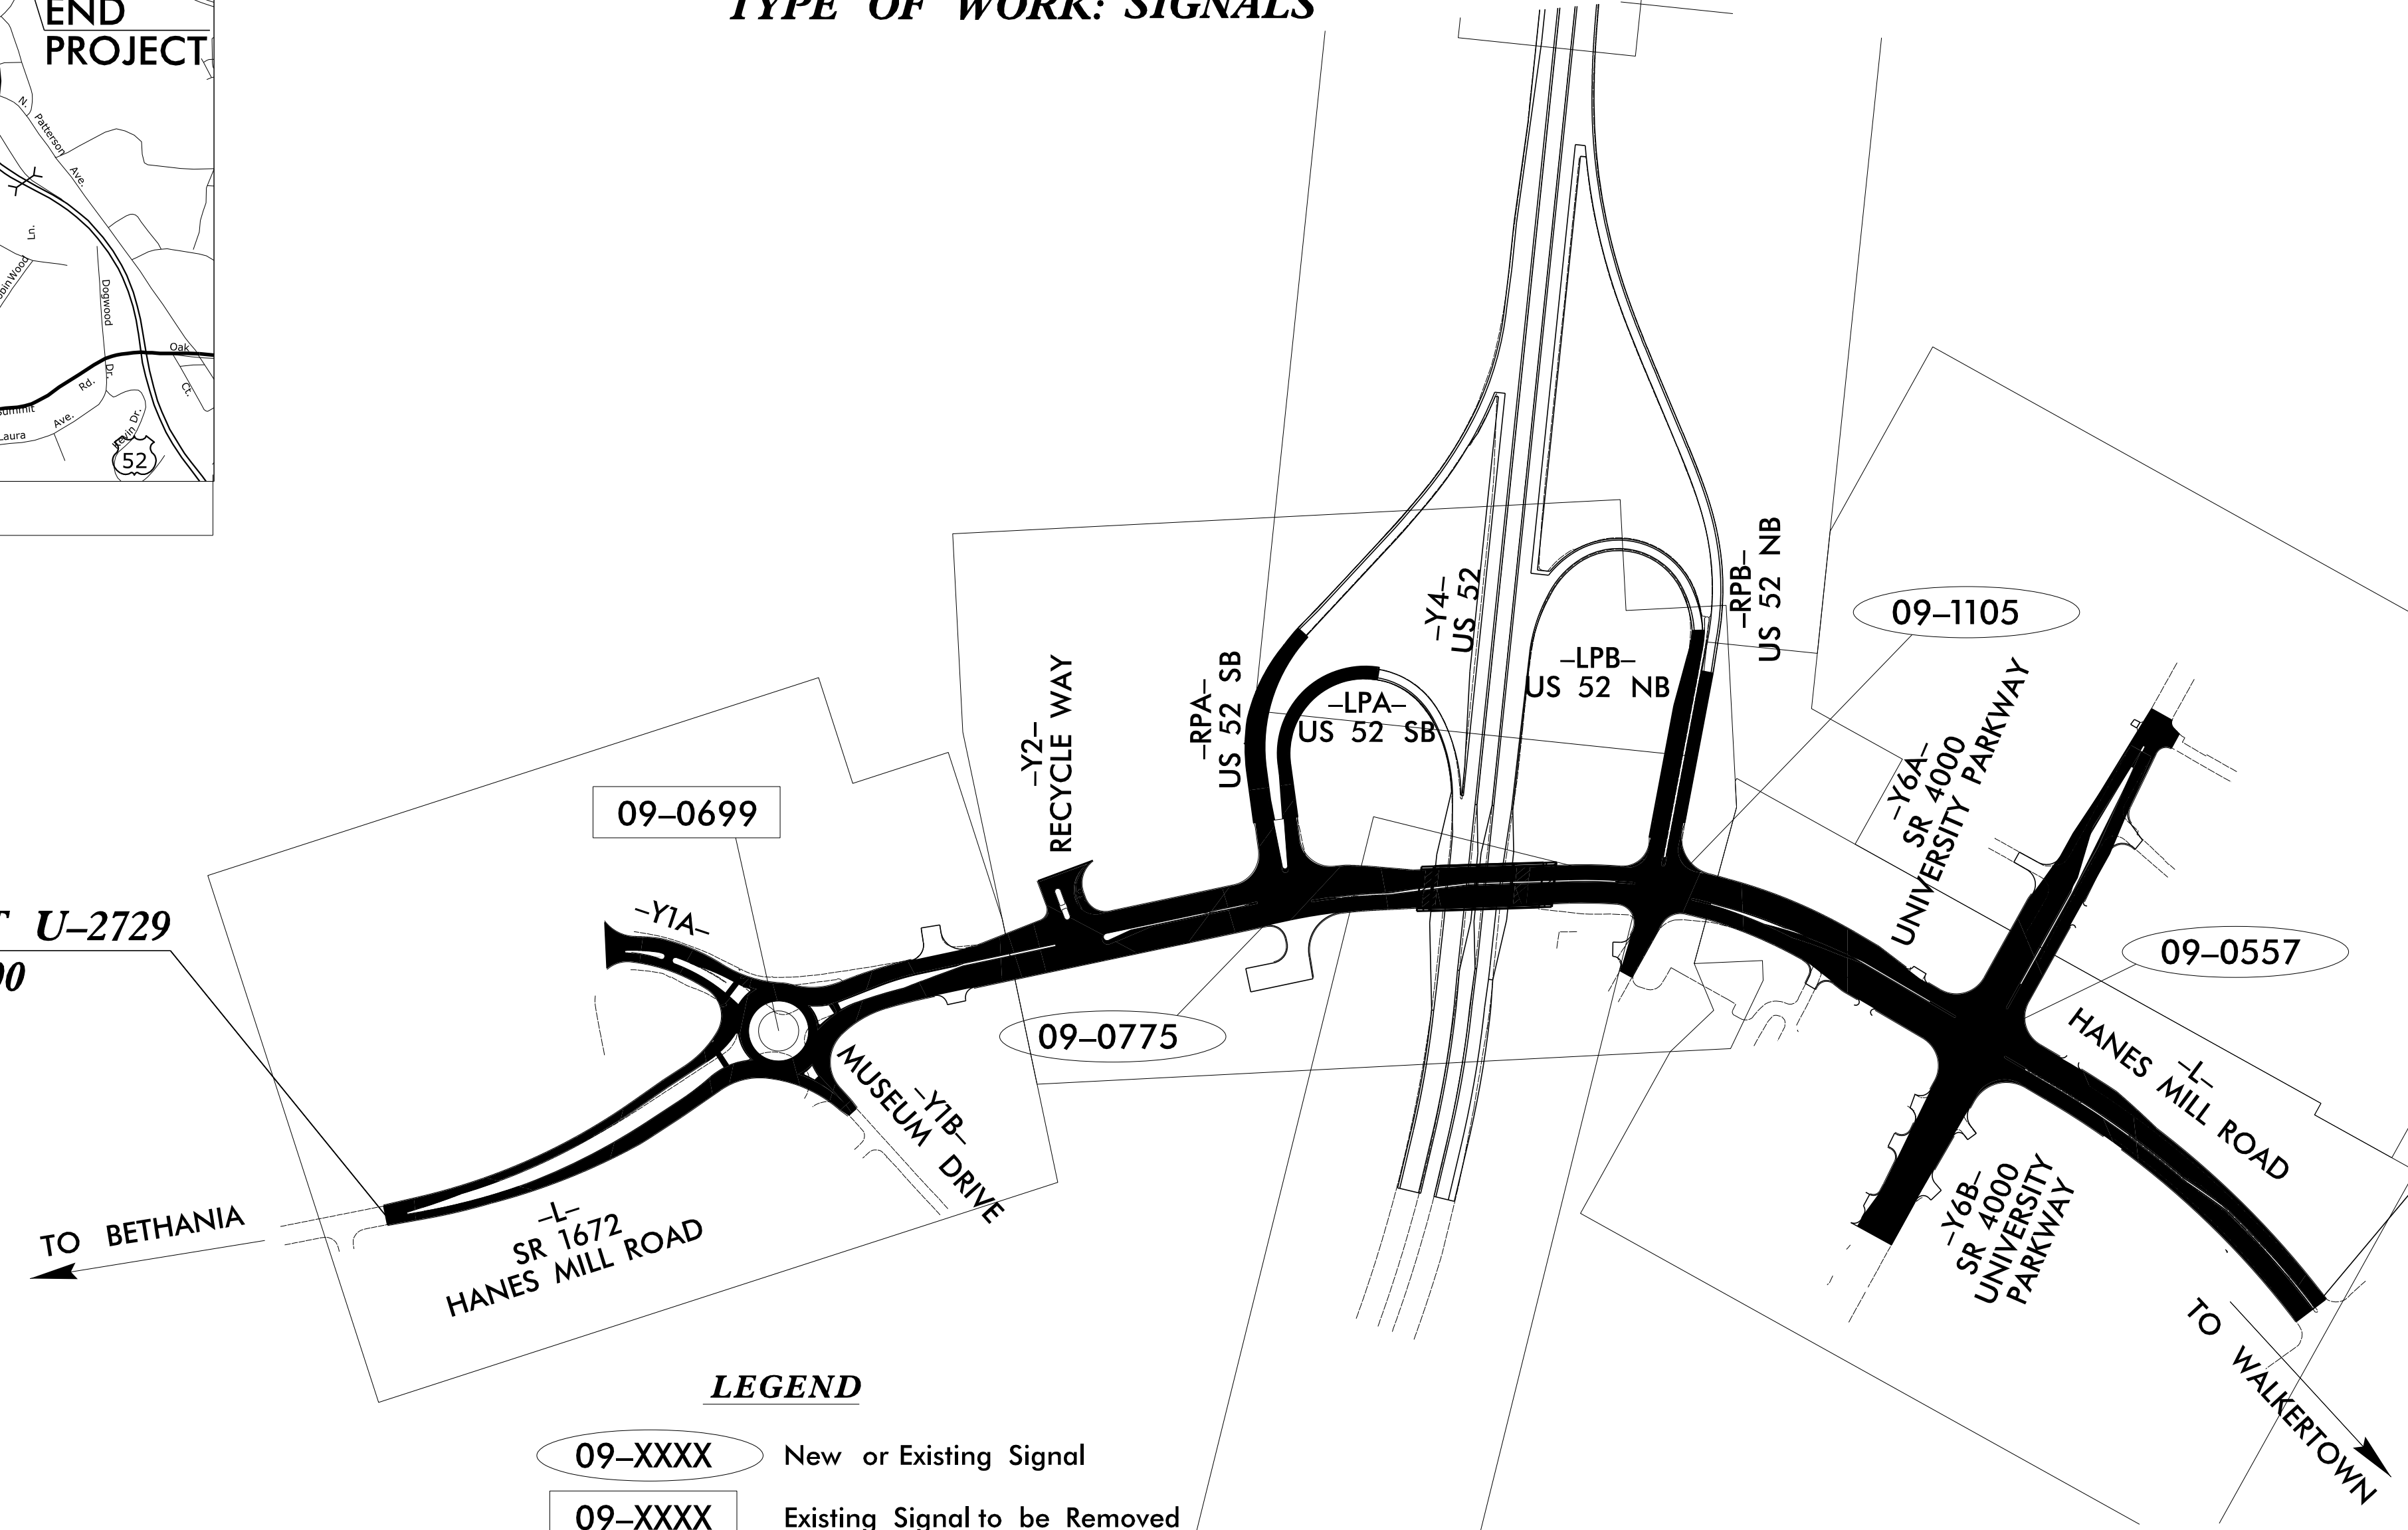 END
PROJECT
TYPE OF WORK: SIGNALS
N.
Patterson
Ave.
Ln.
Dogwood
Dr.
Oak
Rd.
Ct.
Summit
Ave.
Laura
Kevin Dr.
52
U–2729
–Y4–
US 52
–RPB–
US 52 NB
–LPB–
US 52 NB
–RPA–
US 52 SB
–LPA–
US 52 SB
–Y2–
RECYCLE WAY
09–1105
–Y6A–
SR 4000
UNIVERSITY PARKWAY
09–0699
–Y1A–
09–0557
09–0775
–Y1B–
MUSEUM DRIVE
–L–
HANES MILL ROAD
–Y6B–
SR 4000
UNIVERSITY
PARKWAY
TO BETHANIA
–L–
SR 1672
HANES MILL ROAD
TO WALKERTOWN
LEGEND
09–XXXX New or Existing Signal
09–XXXX Existing Signal to be Removed